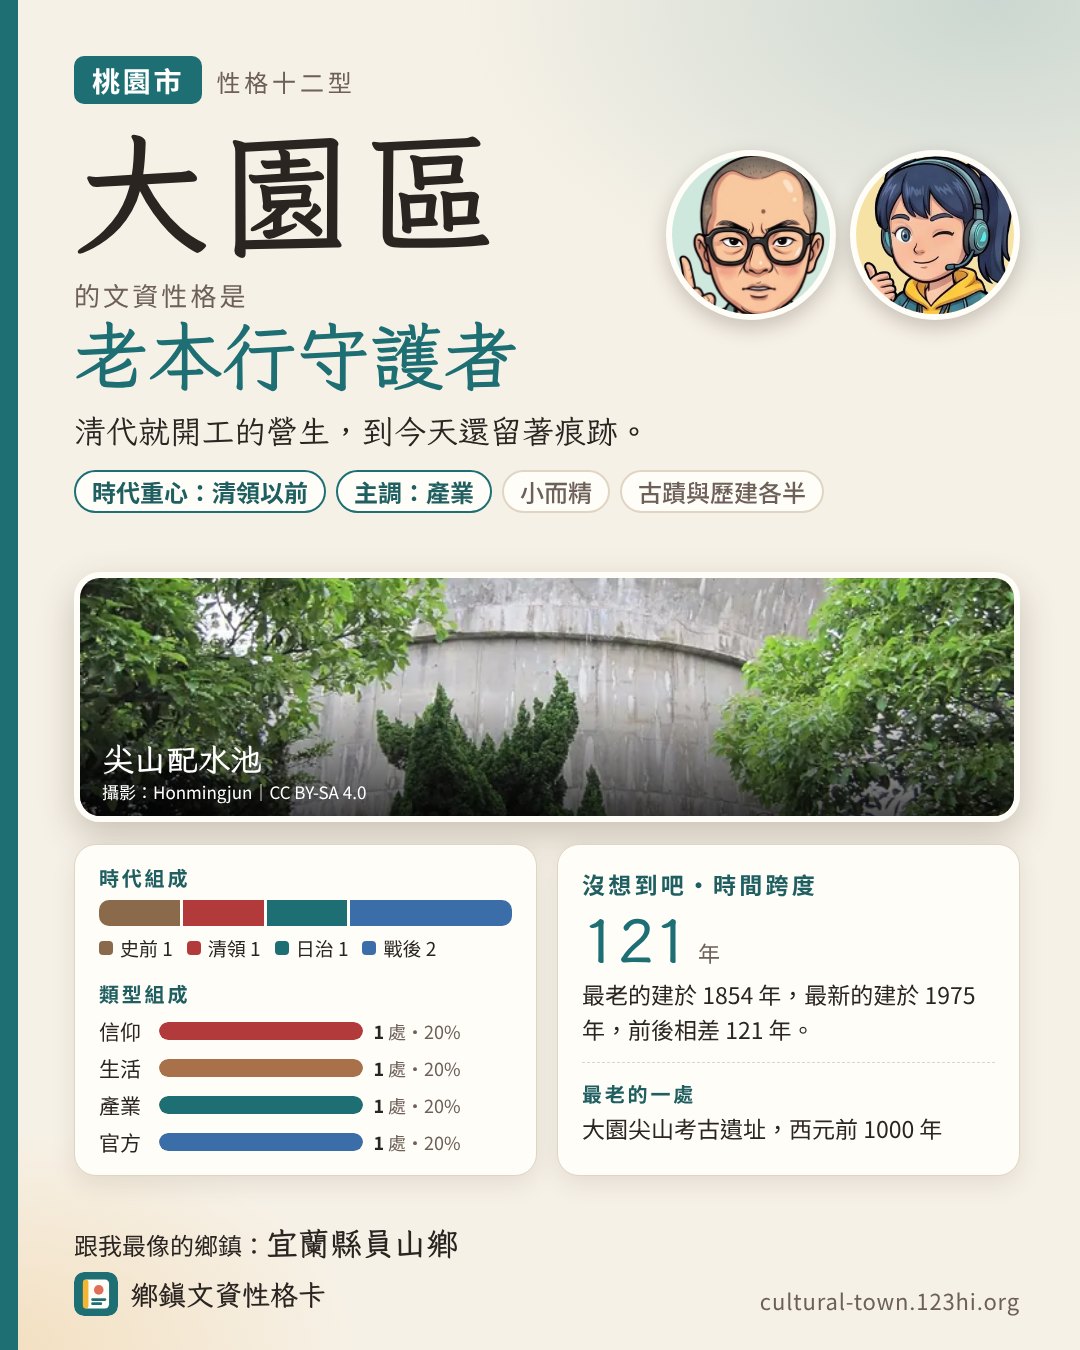 桃園市 性格十二型
大園區
的文資性格是
老本行守護者
清代就開工的營生，到今天還留著痕跡。
時代重心：清領以前 主調：產業 小而精 古蹟與歷建各半
尖山配水池
攝影：Honmingjun｜CC BY-SA 4.0
時代組成
史前 1 清領 1 日治 1 戰後 2
類型組成
信仰 1 處・20%
生活 1 處・20%
產業 1 處・20%
官方 1 處・20%
沒想到吧・時間跨度
121 年
最老的建於 1854 年，最新的建於 1975
年，前後相差 121 年。
最老的一處
大園尖山考古遺址，西元前 1000 年
跟我最像的鄉鎮：宜蘭縣員山鄉
鄉鎮文資性格卡
cultural-town.123hi.org